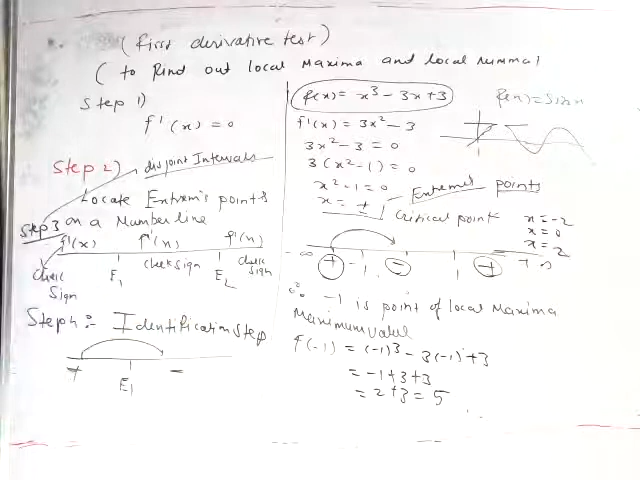 (First derivative test)
(to find out local maxima and local minima)
Step 1)
f'(x) = 0
Step 2) disjoint Intervals
Locate Extremis points
Step 3 on a Number line
f'(x) f'(x) f'(x)
check sign E₁ check sign E₂ check sign
Step 4 :- Identification step
+ E₁ −
f(x) = x³ − 3x + 3
f(x) = sin x
f'(x) = 3x² − 3
3x² − 3 = 0
3(x² − 1) = 0
x² − 1 = 0
x = ± 1 Extremel points
Critical point
x = −2
x = 0
x = 2
−∞ + −1 − 1 + +∞
∴ −1 is point of local Maxima
Maximum value
f(−1) = (−1)³ − 3(−1) + 3
= −1 + 3 + 3
= 2 + 3 = 5